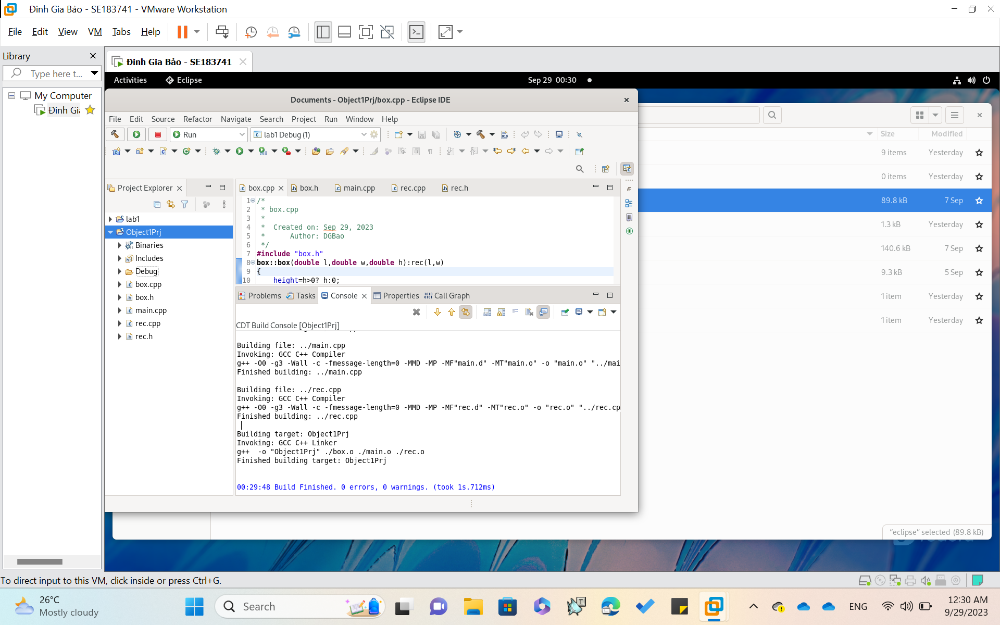 Đinh Gia Bảo - SE183741 - VMware Workstation
File Edit View VM Tabs Help
Library
Type here t...
My Computer
Đinh Gi
Đinh Gia Bảo - SE183741
Activities Eclipse Sep 29 00:30
Documents - Object1Prj/box.cpp - Eclipse IDE
File Edit Source Refactor Navigate Search Project Run Window Help
Run lab1 Debug (1)
Project Explorer
lab1
Object1Prj
Binaries
Includes
Debug
box.cpp
box.h
main.cpp
rec.cpp
rec.h
box.cpp box.h main.cpp rec.cpp rec.h
1 /*
2 * box.cpp
3 *
4 * Created on: Sep 29, 2023
5 * Author: DGBao
6 */
7 #include "box.h"
8 box::box(double l,double w,double h):rec(l,w)
9 {
10 height=h>0? h:0;
Problems Tasks Console Properties Call Graph
CDT Build Console [Object1Prj]
Building file: ../main.cpp
Invoking: GCC C++ Compiler
g++ -O0 -g3 -Wall -c -fmessage-length=0 -MMD -MP -MF"main.d" -MT"main.o" -o "main.o" "../mai
Finished building: ../main.cpp
Building file: ../rec.cpp
Invoking: GCC C++ Compiler
g++ -O0 -g3 -Wall -c -fmessage-length=0 -MMD -MP -MF"rec.d" -MT"rec.o" -o "rec.o" "../rec.cp
Finished building: ../rec.cpp
Building target: Object1Prj
Invoking: GCC C++ Linker
g++ -o "Object1Prj" ./box.o ./main.o ./rec.o
Finished building target: Object1Prj
00:29:48 Build Finished. 0 errors, 0 warnings. (took 1s.712ms)
Size Modified
9 items Yesterday
0 items Yesterday
89.8 kB 7 Sep
1.3 kB Yesterday
140.6 kB 7 Sep
9.3 kB 5 Sep
1 item Yesterday
1 item Yesterday
“eclipse” selected (89.8 kB)
To direct input to this VM, click inside or press Ctrl+G.
26°C
Mostly cloudy
Search
ENG
12:30 AM
9/29/2023